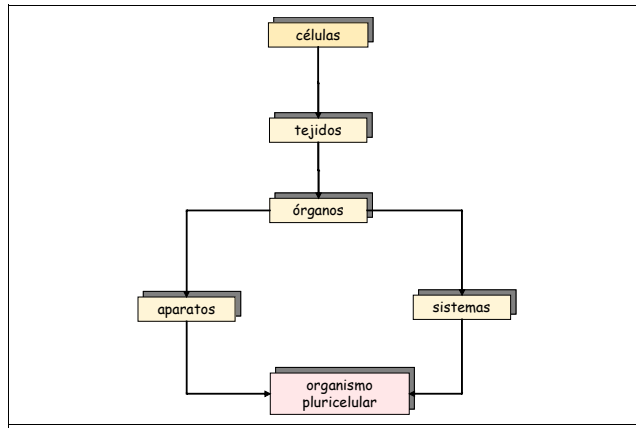 células
tejidos
órganos
aparatos
sistemas
organismo
pluricelular